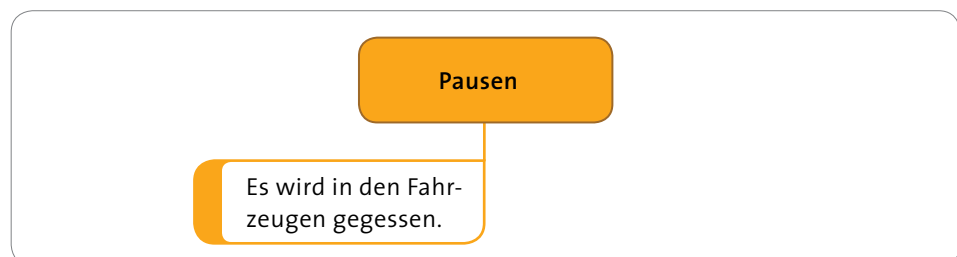 Pausen
Es wird in den Fahr-
zeugen gegessen.